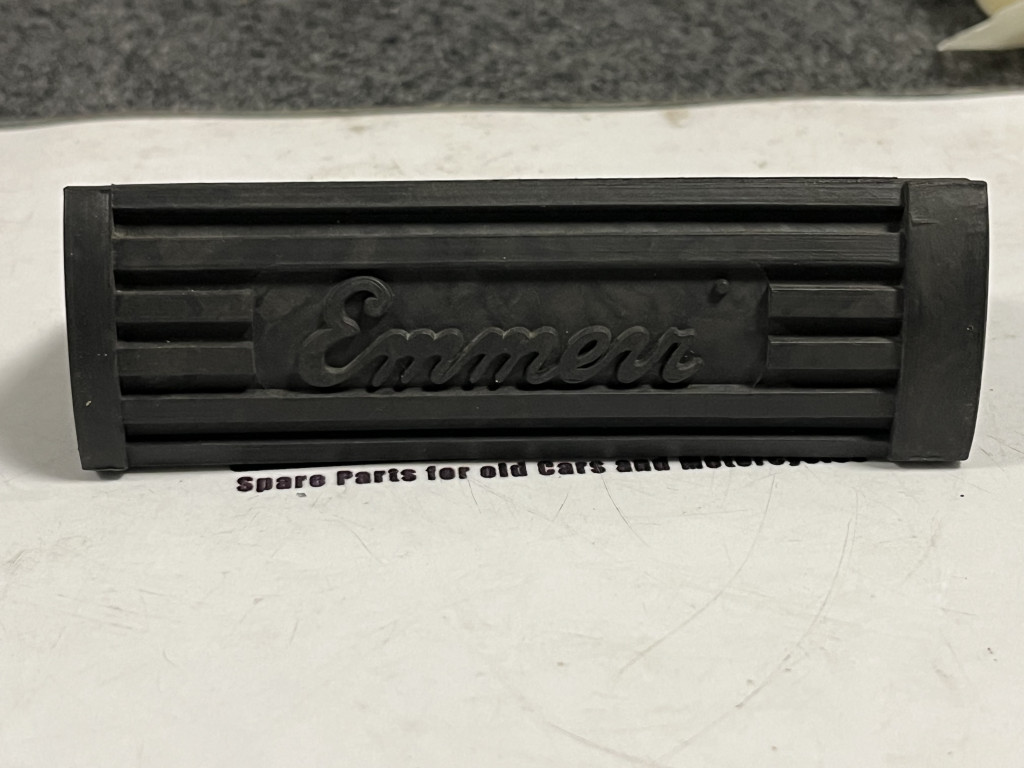 Emmerr
Spare Parts for old Cars and Motorcycles